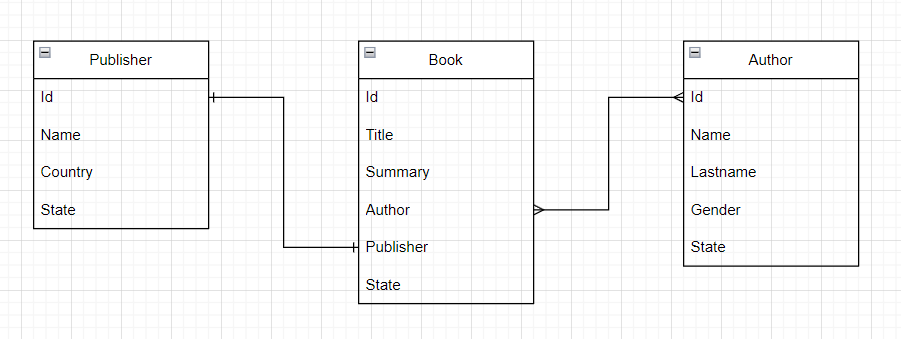 Publisher
Id
Name
Country
State
Book
Id
Title
Summary
Author
Publisher
State
Author
Id
Name
Lastname
Gender
State